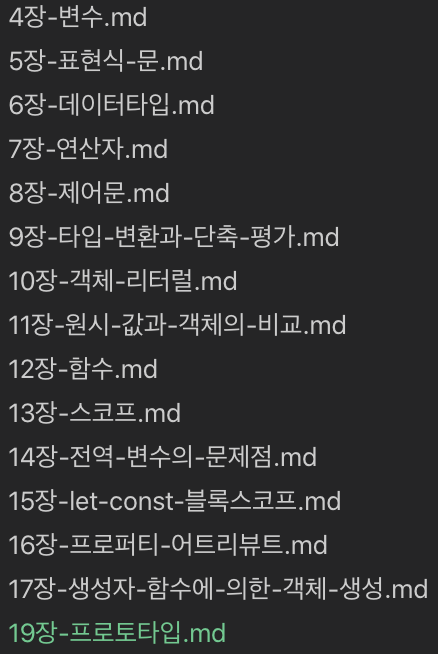 4장-변수.md
5장-표현식-문.md
6장-데이터타입.md
7장-연산자.md
8장-제어문.md
9장-타입-변환과-단축-평가.md
10장-객체-리터럴.md
11장-원시-값과-객체의-비교.md
12장-함수.md
13장-스코프.md
14장-전역-변수의-문제점.md
15장-let-const-블록스코프.md
16장-프로퍼티-어트리뷰트.md
17장-생성자-함수에-의한-객체-생성.md
19장-프로토타입.md